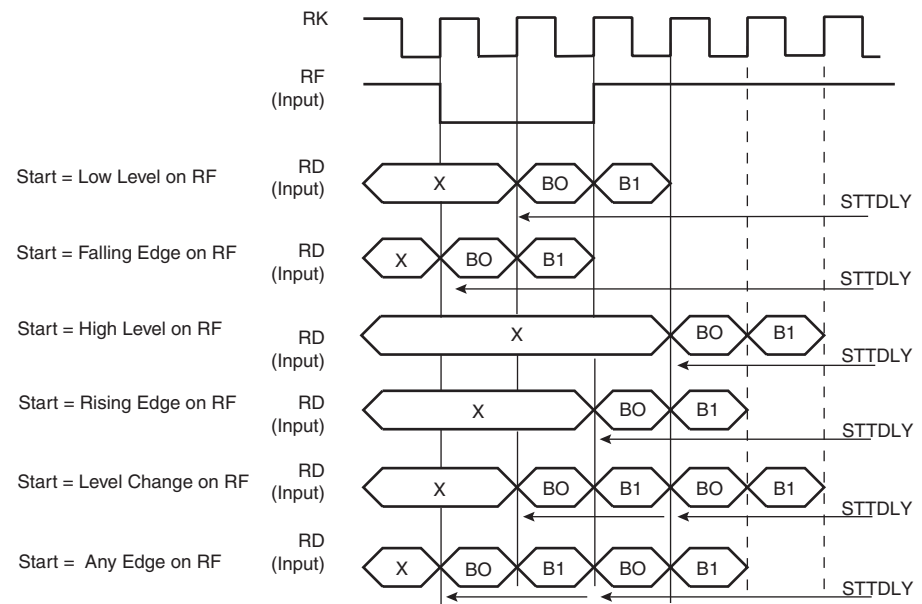 RK
RF
(Input)
Start = Low Level on RF
RD
(Input)
X
BO
B1
STTDLY
Start = Falling Edge on RF
RD
(Input)
X
BO
B1
STTDLY
Start = High Level on RF
RD
(Input)
X
BO
B1
STTDLY
Start = Rising Edge on RF
RD
(Input)
X
BO
B1
STTDLY
Start = Level Change on RF
RD
(Input)
X
BO
B1
BO
B1
STTDLY
Start = Any Edge on RF
RD
(Input)
X
BO
B1
BO
B1
STTDLY